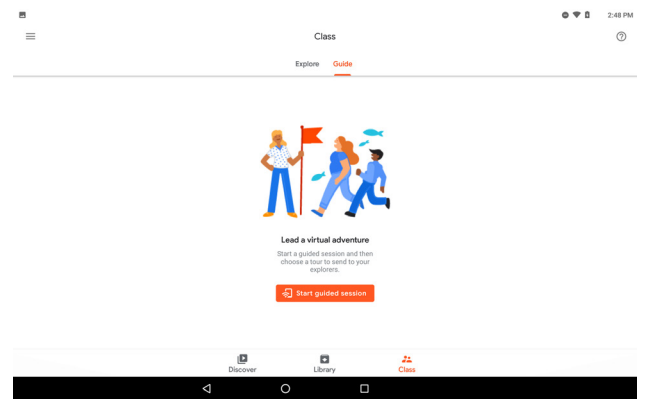 2:48 PM
Class
Explore Guide
Lead a virtual adventure
Start a guided session and then
choose a tour to send to your
explorers.
Start guided session
Discover Library Class